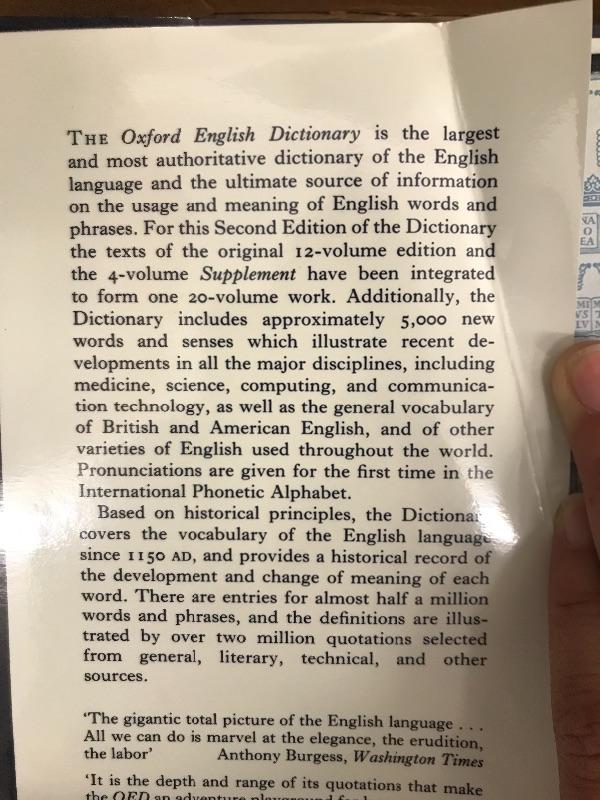 THE Oxford English Dictionary is the largest
and most authoritative dictionary of the English
language and the ultimate source of information
on the usage and meaning of English words and
phrases. For this Second Edition of the Dictionary
the texts of the original 12-volume edition and
the 4-volume Supplement have been integrated
to form one 20-volume work. Additionally, the
Dictionary includes approximately 5,000 new
words and senses which illustrate recent de-
velopments in all the major disciplines, including
medicine, science, computing, and communica-
tion technology, as well as the general vocabulary
of British and American English, and of other
varieties of English used throughout the world.
Pronunciations are given for the first time in the
International Phonetic Alphabet.
Based on historical principles, the Dictionar
covers the vocabulary of the English language
since 1150 AD, and provides a historical record of
the development and change of meaning of each
word. There are entries for almost half a million
words and phrases, and the definitions are illus-
trated by over two million quotations selected
from general, literary, technical, and other
sources.
'The gigantic total picture of the English language . . .
All we can do is marvel at the elegance, the erudition,
the labor' Anthony Burgess, Washington Times
'It is the depth and range of its quotations that make
the OED an adventure playground